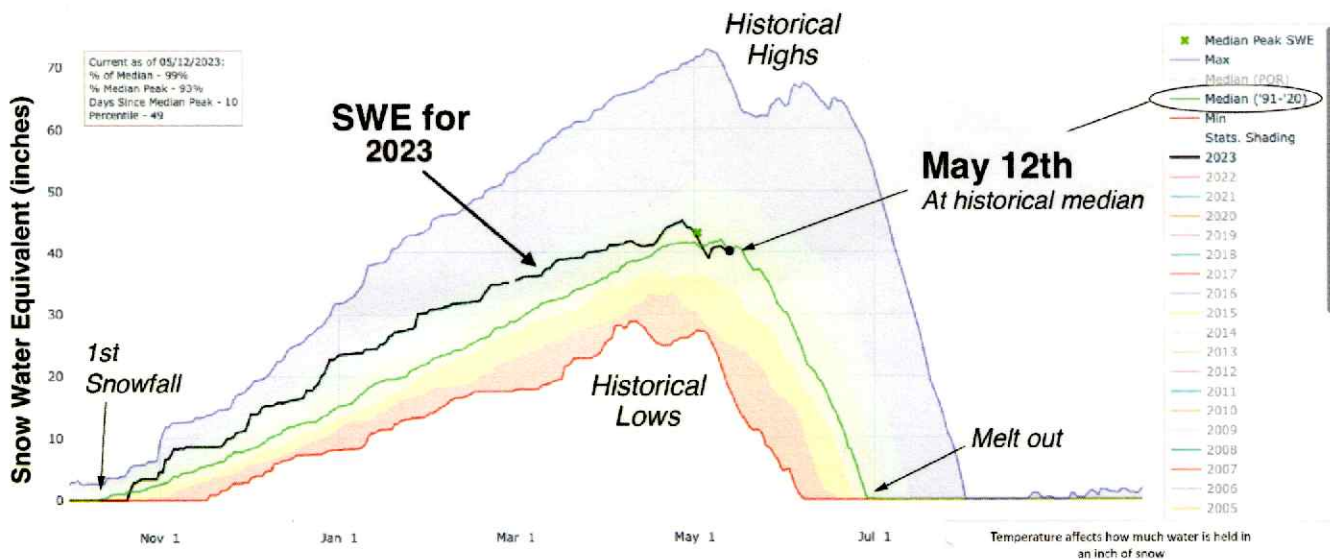 Historical
Highs
Current as of 05/12/2023:
% of Median - 99%
% Median Peak - 93%
Days Since Median Peak - 10
Percentile - 49
SWE for
2023
May 12th
At historical median
1st
Snowfall
Historical
Lows
Melt out
Snow Water Equivalent (inches)
70
60
50
40
30
20
10
0
Nov 1
Jan 1
Mar 1
May 1
Jul 1
Median Peak SWE
Max
Median (POR)
Median ('91-'20)
Min
Stats. Shading
2023
2022
2021
2020
2019
2018
2017
2016
2015
2014
2013
2012
2011
2010
2009
2008
2007
2006
2005
Temperature affects how much water is held in
an inch of snow